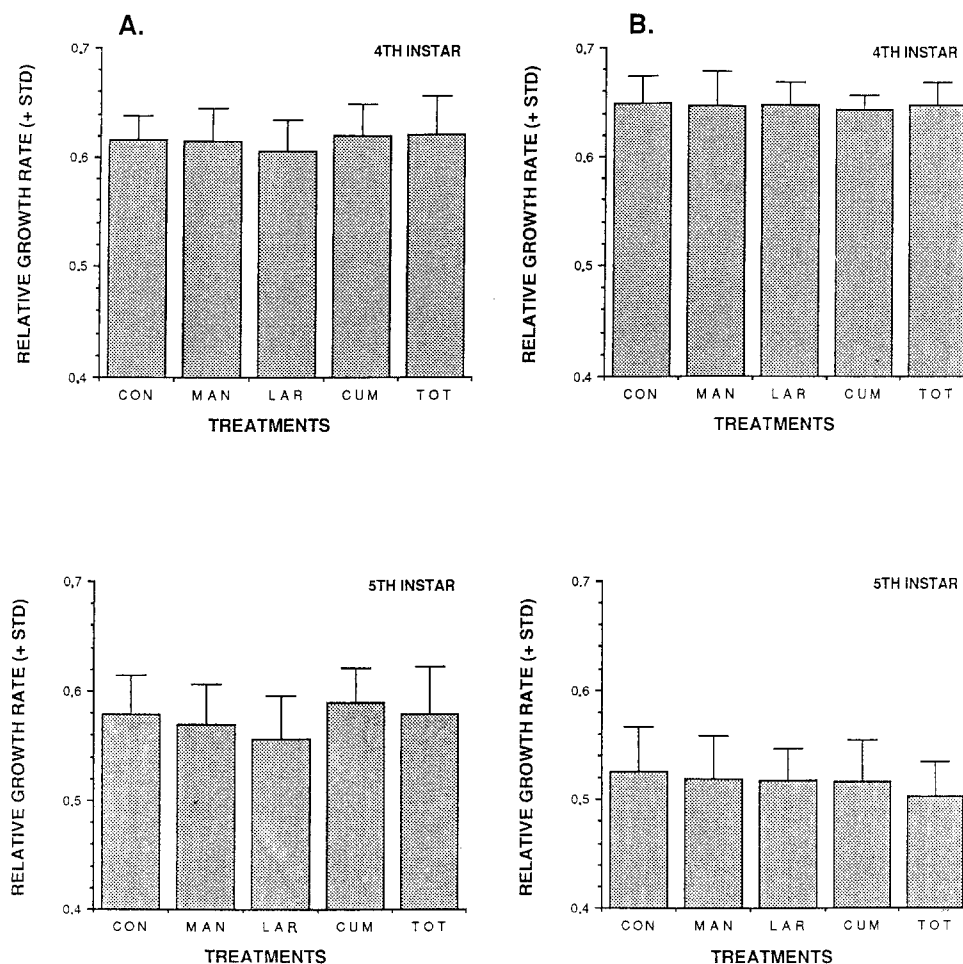 A.
4TH INSTAR
RELATIVE GROWTH RATE (+ STD)
0,7
0,6
0,5
0,4
CON MAN LAR CUM TOT
TREATMENTS
B.
4TH INSTAR
RELATIVE GROWTH RATE (+ STD)
0,7
0,6
0,5
0,4
CON MAN LAR CUM TOT
TREATMENTS
5TH INSTAR
RELATIVE GROWTH RATE (+ STD)
0,7
0,6
0,5
0,4
CON MAN LAR CUM TOT
TREATMENTS
5TH INSTAR
RELATIVE GROWTH RATE (+ STD)
0,7
0,6
0,5
0,4
CON MAN LAR CUM TOT
TREATMENTS